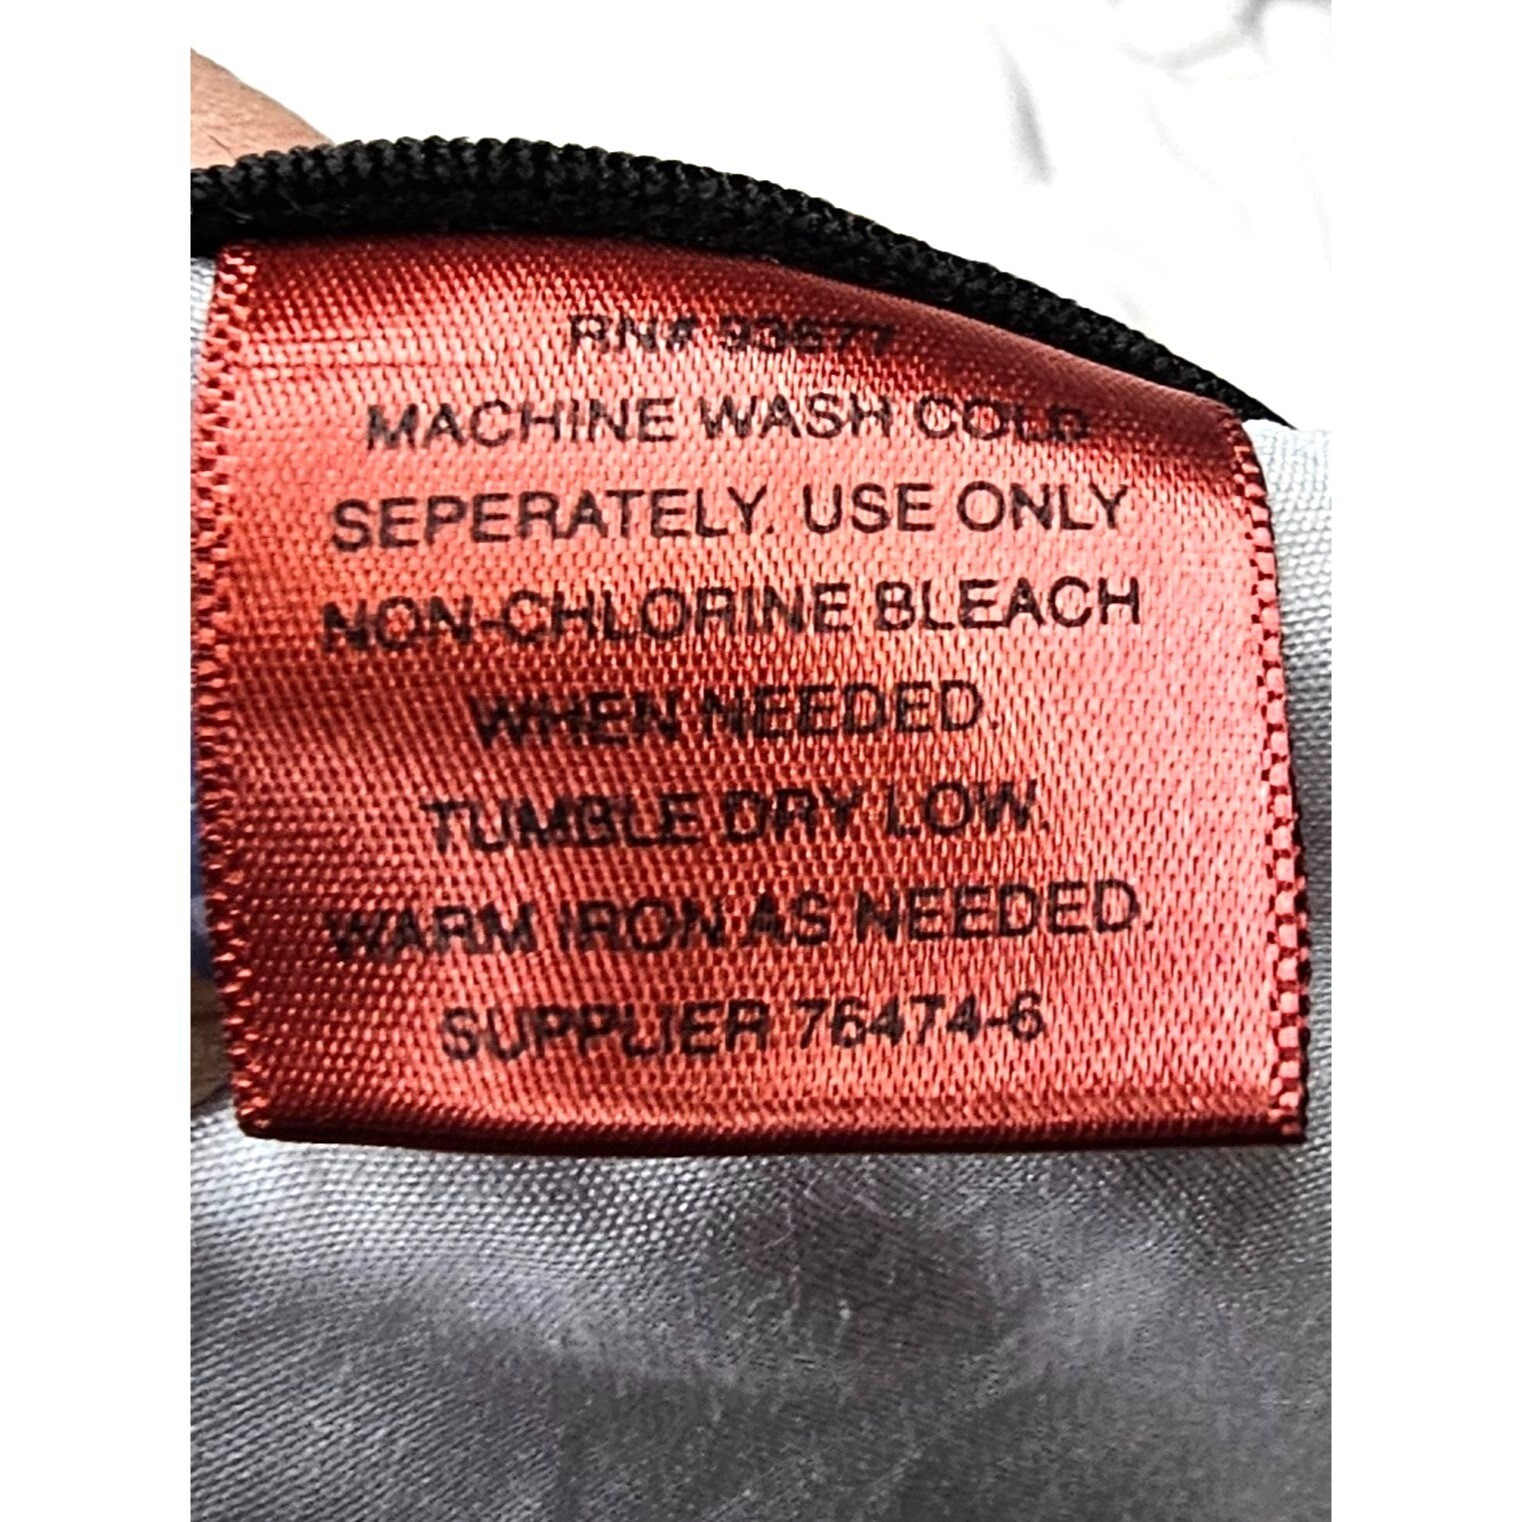 RN# 93677
MACHINE WASH COLD
SEPERATELY. USE ONLY
NON-CHLORINE BLEACH
WHEN NEEDED.
TUMBLE DRY LOW.
WARM IRON AS NEEDED.
SUPPLIER 76474-6